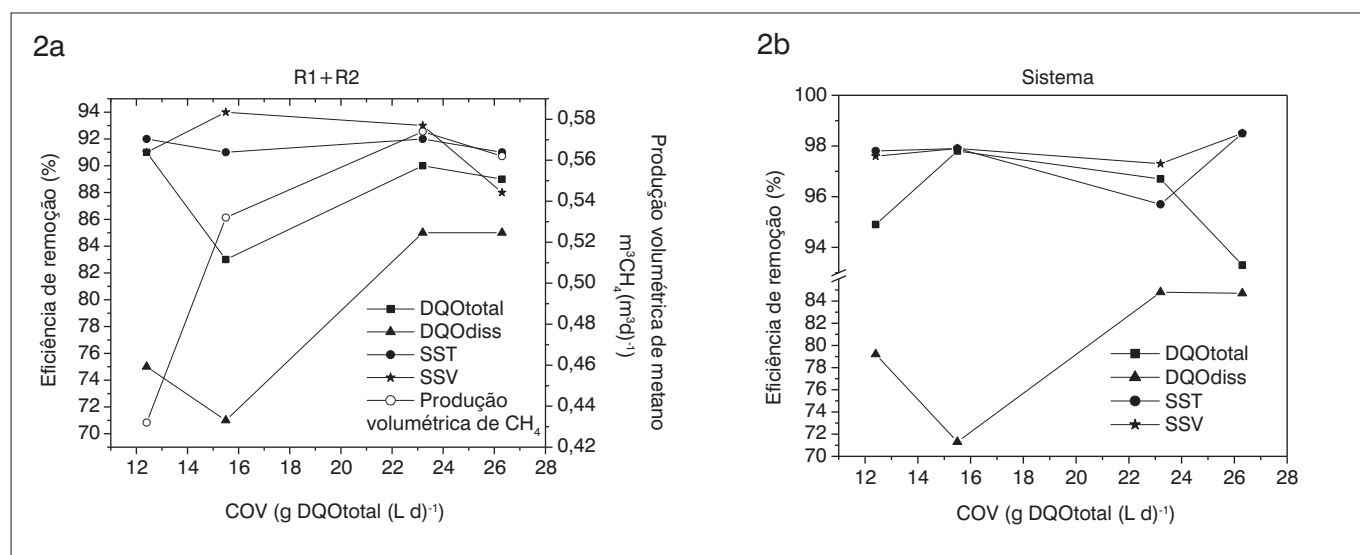 2a
R1+R2
Eficiência de remoção (%)
94
92
90
88
86
84
82
80
78
76
74
72
70
0,58
0,56
0,54
0,52
0,50
0,48
0,46
0,44
0,42
Produção volumétrica de metano
m³CH₄(m³d)⁻¹
DQOtotal
DQOdiss
SST
SSV
Produção
volumétrica de CH₄
12 14 16 18 20 22 24 26 28
COV (g DQOtotal (L d)⁻¹
2b
Sistema
Eficiência de remoção (%)
100
98
96
94
84
82
80
78
76
74
72
70
DQOtotal
DQOdiss
SST
SSV
12 14 16 18 20 22 24 26 28
COV (g DQOtotal (L d)⁻¹